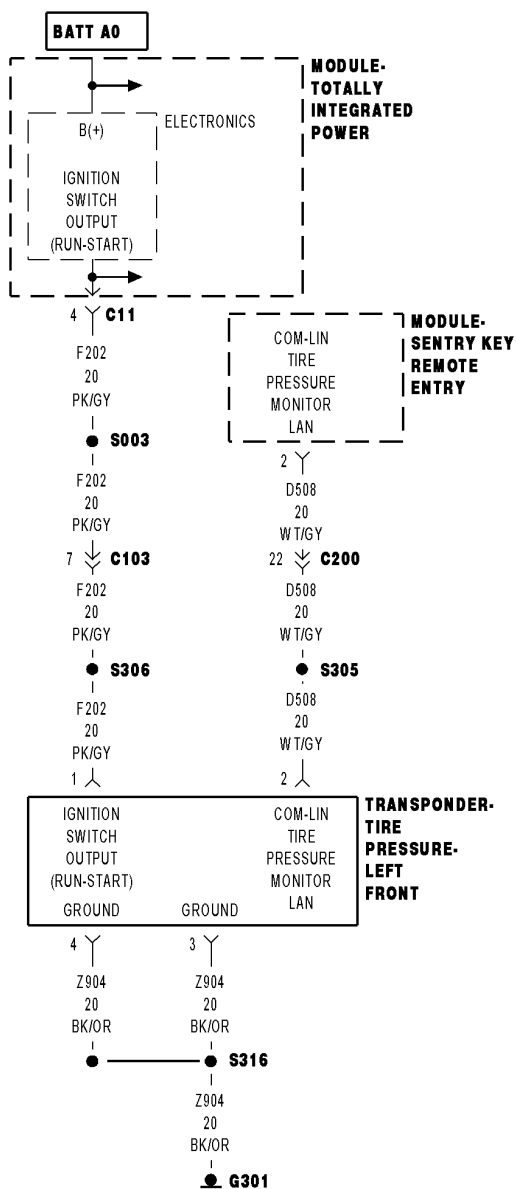 BATT A0
MODULE-
TOTALLY
INTEGRATED
POWER
ELECTRONICS
B(+)
IGNITION
SWITCH
OUTPUT
(RUN-START)
4 C11
F202
20
PK/GY
S003
F202
20
PK/GY
7 C103
F202
20
PK/GY
S306
F202
20
PK/GY
1
MODULE-
SENTRY KEY
REMOTE
ENTRY
COM-LIN
TIRE
PRESSURE
MONITOR
LAN
2
D508
20
WT/GY
22 C200
D508
20
WT/GY
S305
D508
20
WT/GY
2
TRANSPONDER-
TIRE
PRESSURE-
LEFT
FRONT
IGNITION
SWITCH
OUTPUT
(RUN-START)
COM-LIN
TIRE
PRESSURE
MONITOR
LAN
GROUND GROUND
4 3
Z904 Z904
20 20
BK/OR BK/OR
S316
Z904
20
BK/OR
G301